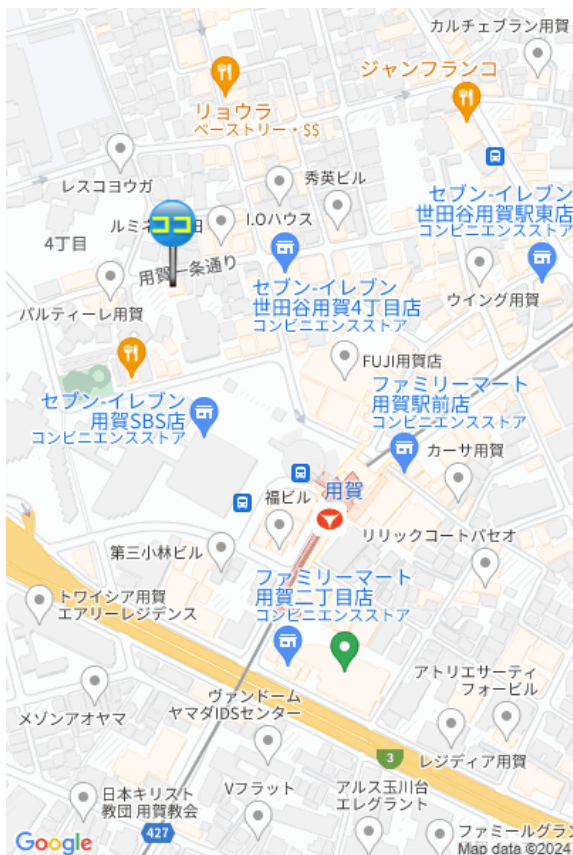 カルチェブラン用賀
ジャンフランコ
リョウラ
ペーストリー・SS
レスコヨウガ
秀英ビル
セブン-イレブン
世田谷用賀駅東店
コンビニエンスストア
ココ
I.Oハウス
4丁目
用賀一条通り
セブン-イレブン
世田谷用賀4丁目店
コンビニエンスストア
ウイング用賀
パルティーレ用賀
FUJI用賀店
ファミリーマート
用賀駅前店
コンビニエンスストア
セブン-イレブン
用賀SBS店
コンビニエンスストア
カーサ用賀
用賀
福ビル
リリックコートパセオ
第三小林ビル
ファミリーマート
用賀二丁目店
コンビニエンスストア
トワイシア用賀
エアリーレジデンス
アトリエサーティ
フォービル
ヴァンドーム
ヤマダIDSセンター
メゾンアオヤマ
3
レジディア用賀
日本キリスト
教団 用賀教会
Vフラット
アルス玉川台
エレグラント
427
ファミールグラン
Google
Map data ©2024